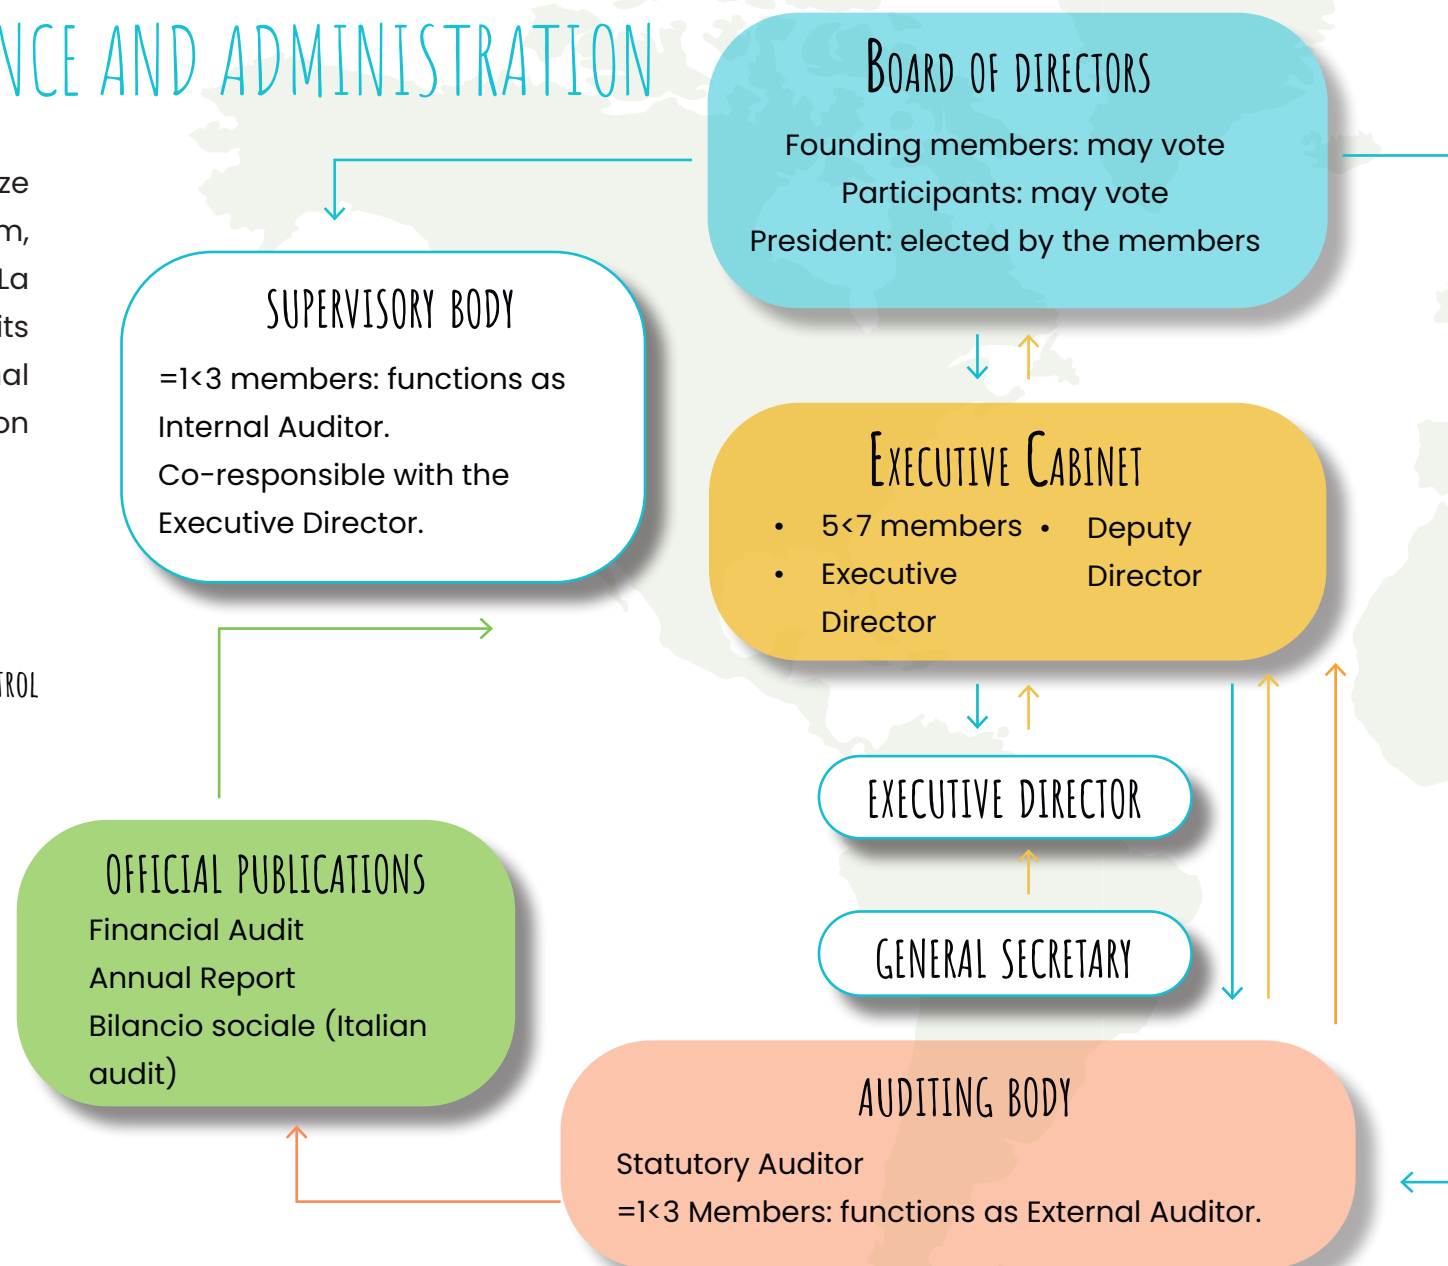 NCE AND ADMINISTRATION
ze
m,
La
its
nal
on
TROL
BOARD OF DIRECTORS
Founding members: may vote
Participants: may vote
President: elected by the members
SUPERVISORY BODY
=1<3 members: functions as
Internal Auditor.
Co-responsible with the
Executive Director.
EXECUTIVE CABINET
• 5<7 members
• Executive
Director
• Deputy
Director
EXECUTIVE DIRECTOR
GENERAL SECRETARY
OFFICIAL PUBLICATIONS
Financial Audit
Annual Report
Bilancio sociale (Italian
audit)
AUDITING BODY
Statutory Auditor
=1<3 Members: functions as External Auditor.